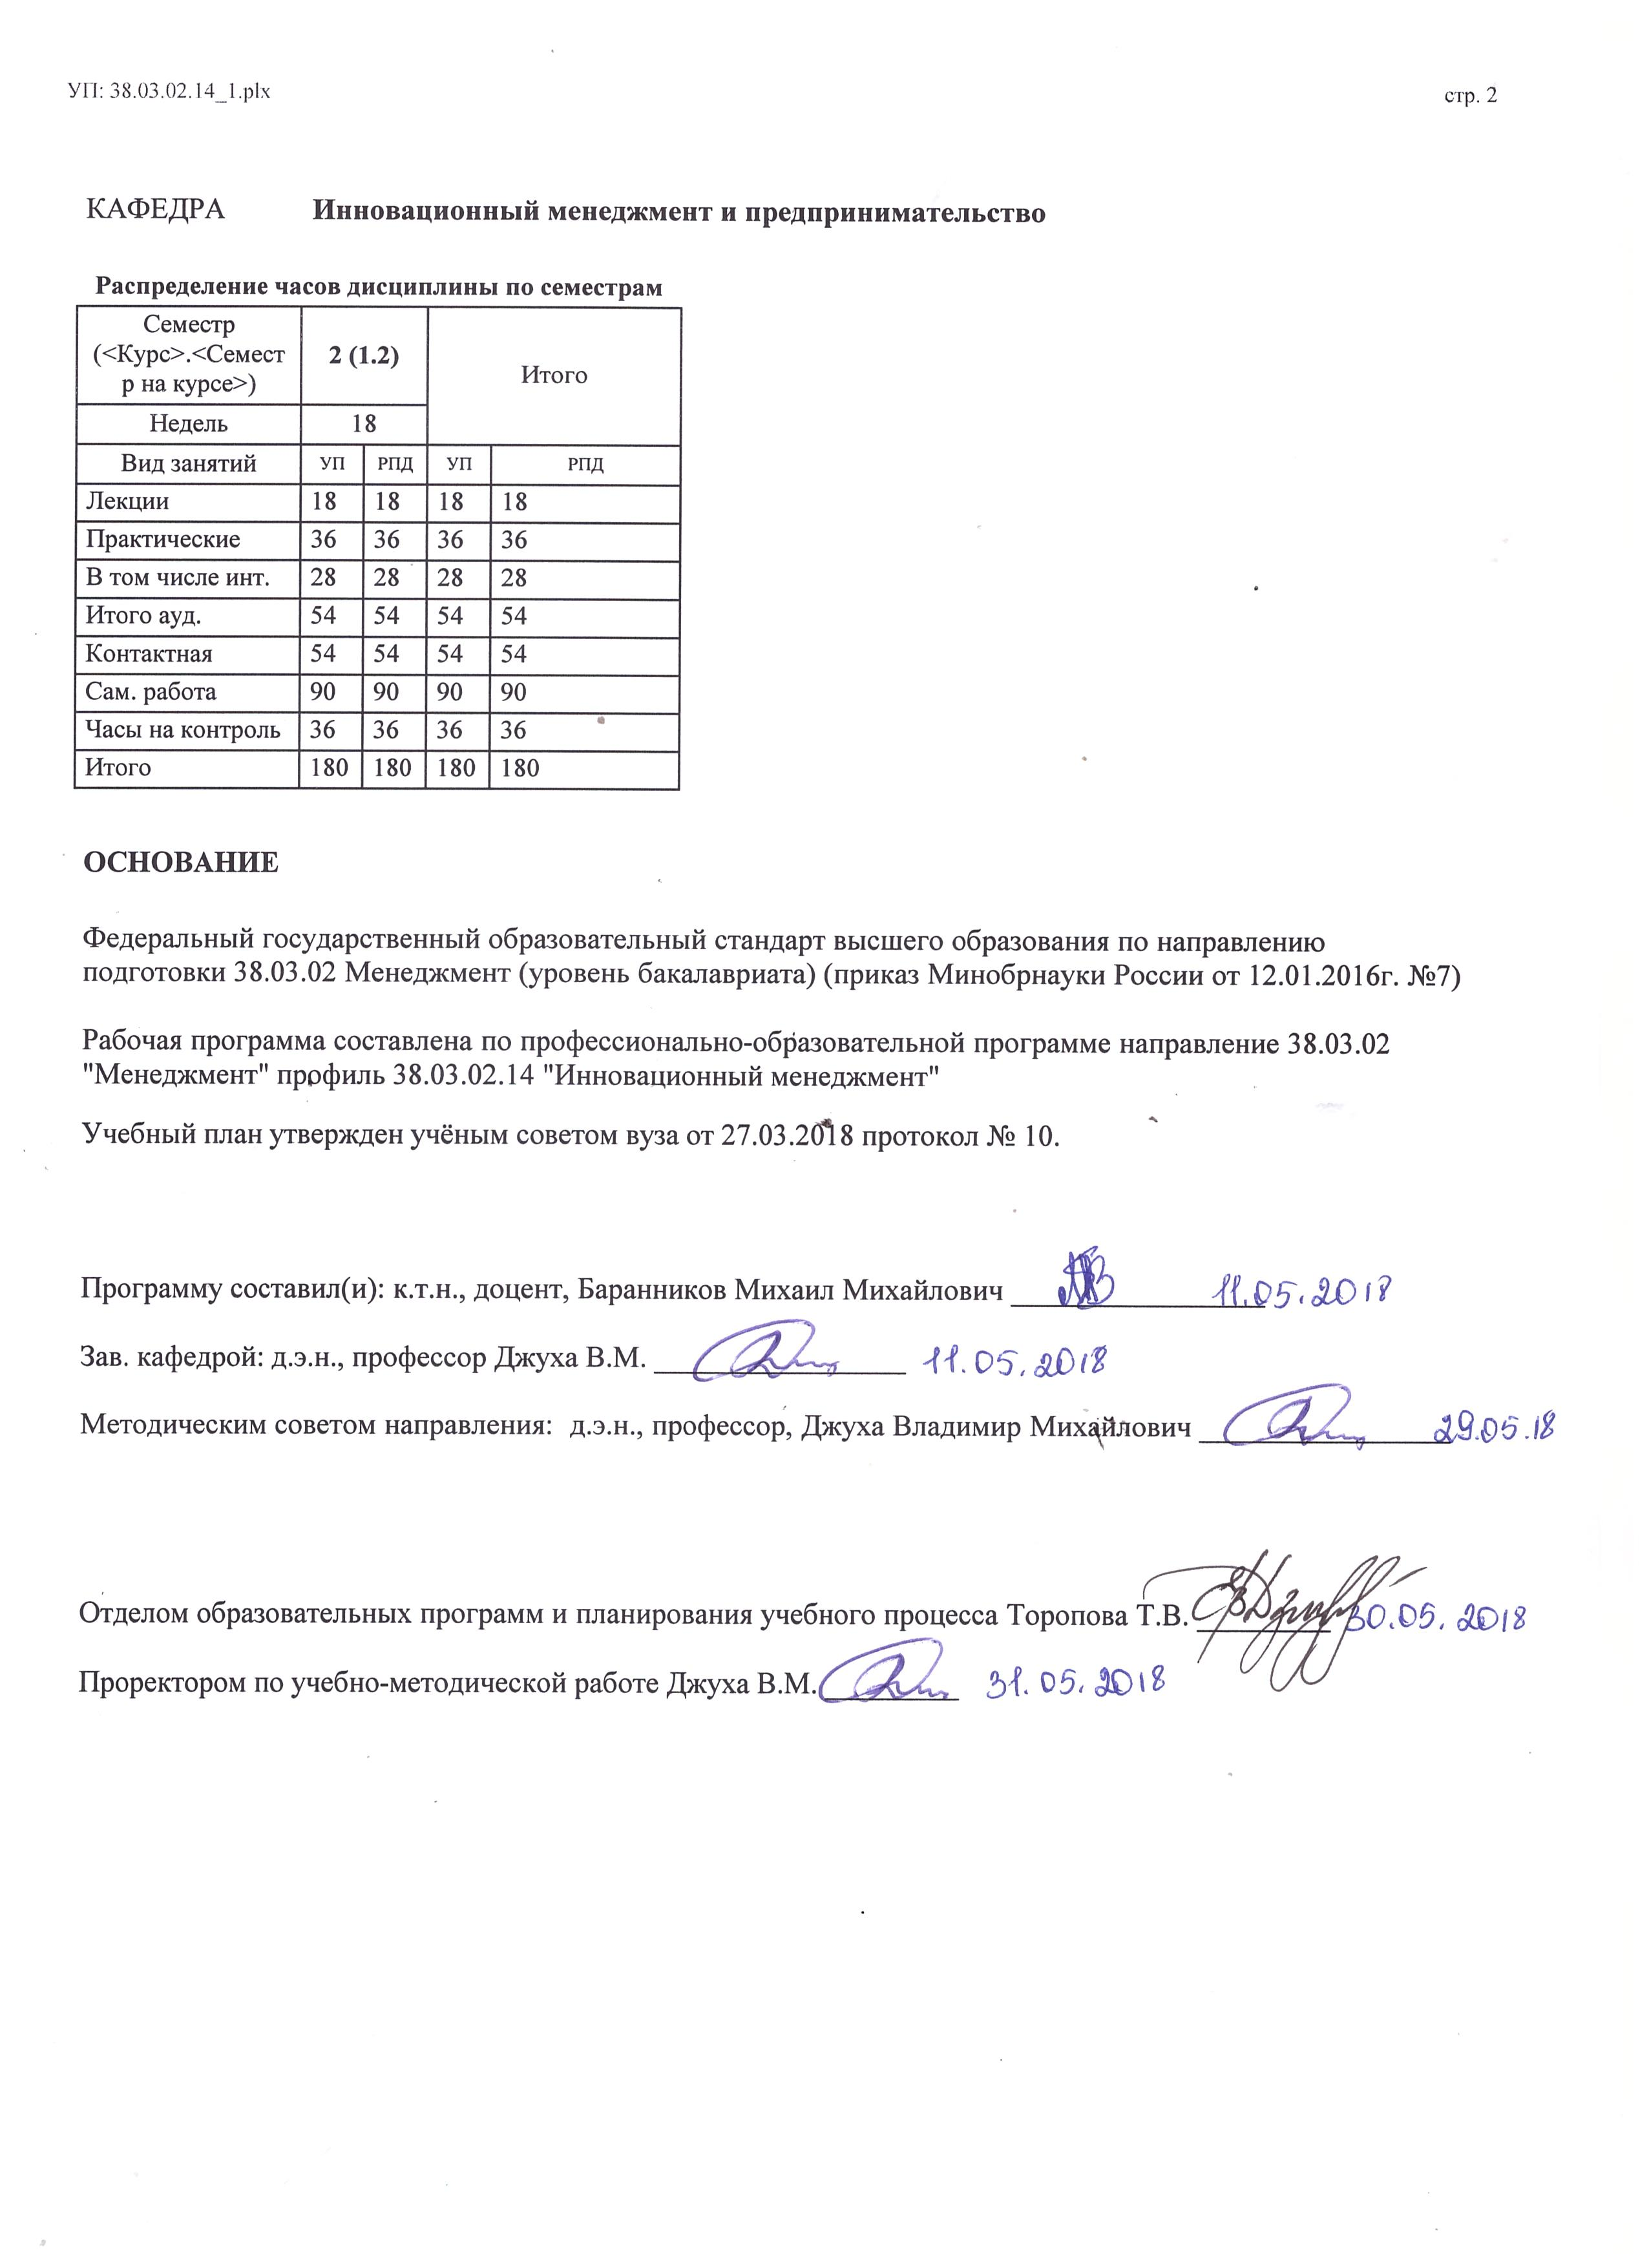 УП: 38.03.02.14_1.plx
стр. 2
КАФЕДРА Инновационный менеджмент и предпринимательство
Распределение часов дисциплины по семестрам
Семестр
(<Курс>.<Семест
р на курсе>)
2 (1.2)
Итого
Недель 18
Вид занятий УП РПД УП РПД
Лекции 18 18 18 18
Практические 36 36 36 36
В том числе инт. 28 28 28 28
Итого ауд. 54 54 54 54
Контактная 54 54 54 54
Сам. работа 90 90 90 90
Часы на контроль 36 36 36 36
Итого 180 180 180 180
ОСНОВАНИЕ
Федеральный государственный образовательный стандарт высшего образования по направлению
подготовки 38.03.02 Менеджмент (уровень бакалавриата) (приказ Минобрнауки России от 12.01.2016г. №7)
Рабочая программа составлена по профессионально-образовательной программе направление 38.03.02
"Менеджмент" профиль 38.03.02.14 "Инновационный менеджмент"
Учебный план утвержден учёным советом вуза от 27.03.2018 протокол № 10.
Программу составил(и): к.т.н., доцент, Баранников Михаил Михайлович 11.05.2018
Зав. кафедрой: д.э.н., профессор Джуха В.М. 11.05.2018
Методическим советом направления: д.э.н., профессор, Джуха Владимир Михайлович 29.05.18
Отделом образовательных программ и планирования учебного процесса Торопова Т.В. 30.05.2018
Проректором по учебно-методической работе Джуха В.М. 31.05.2018